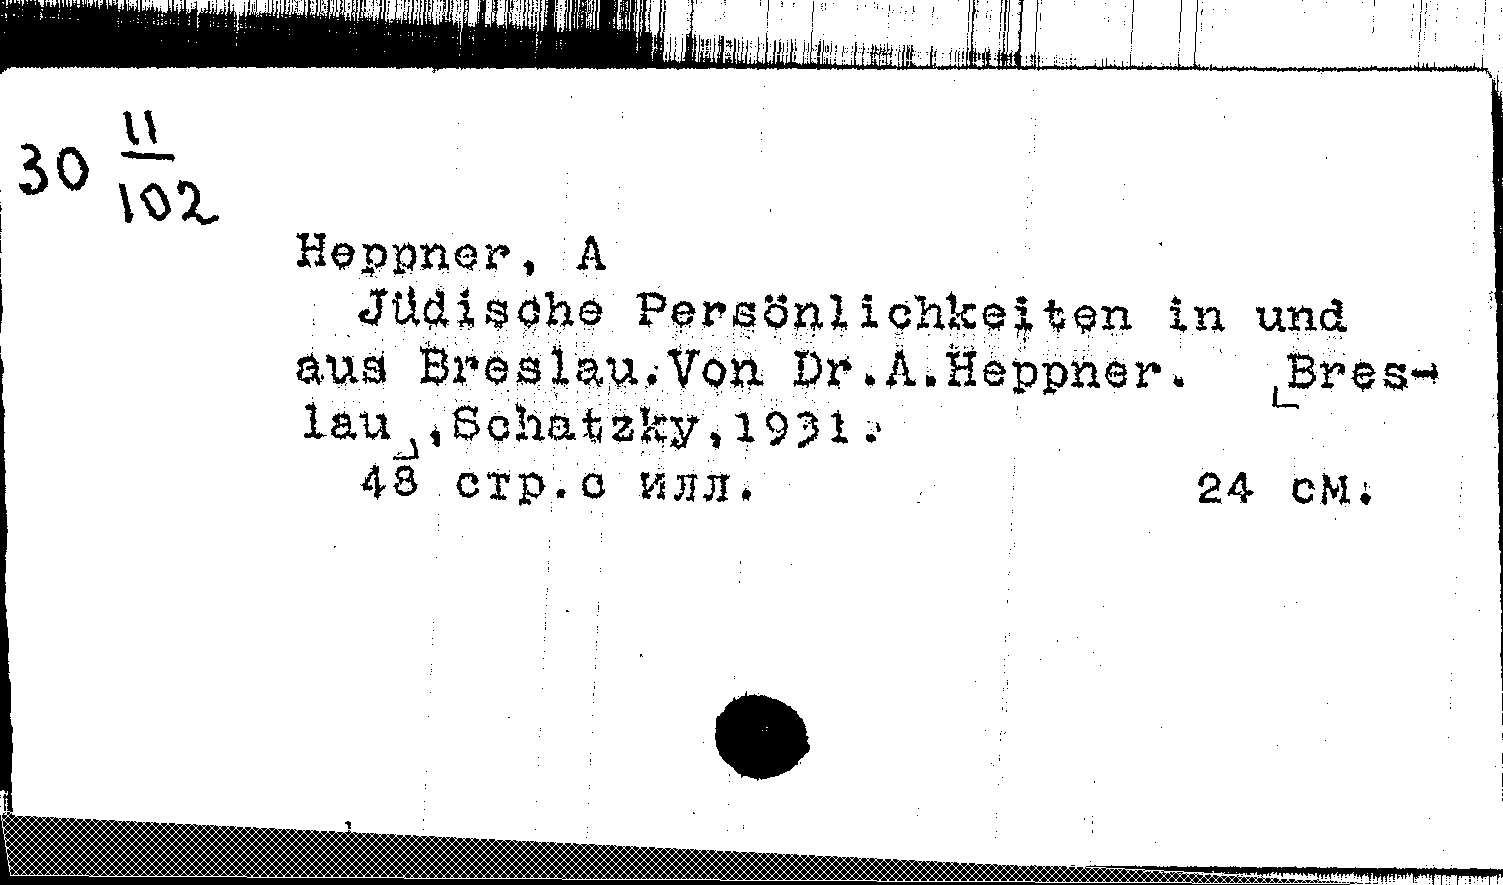 30 11/102
Heppner, A
Jüdische Persönlichkeiten in und
aus Breslau.Von Dr.A.Heppner. [Bres-
lau],Schatzky,1931.
48 стр.с илл. 24 см.